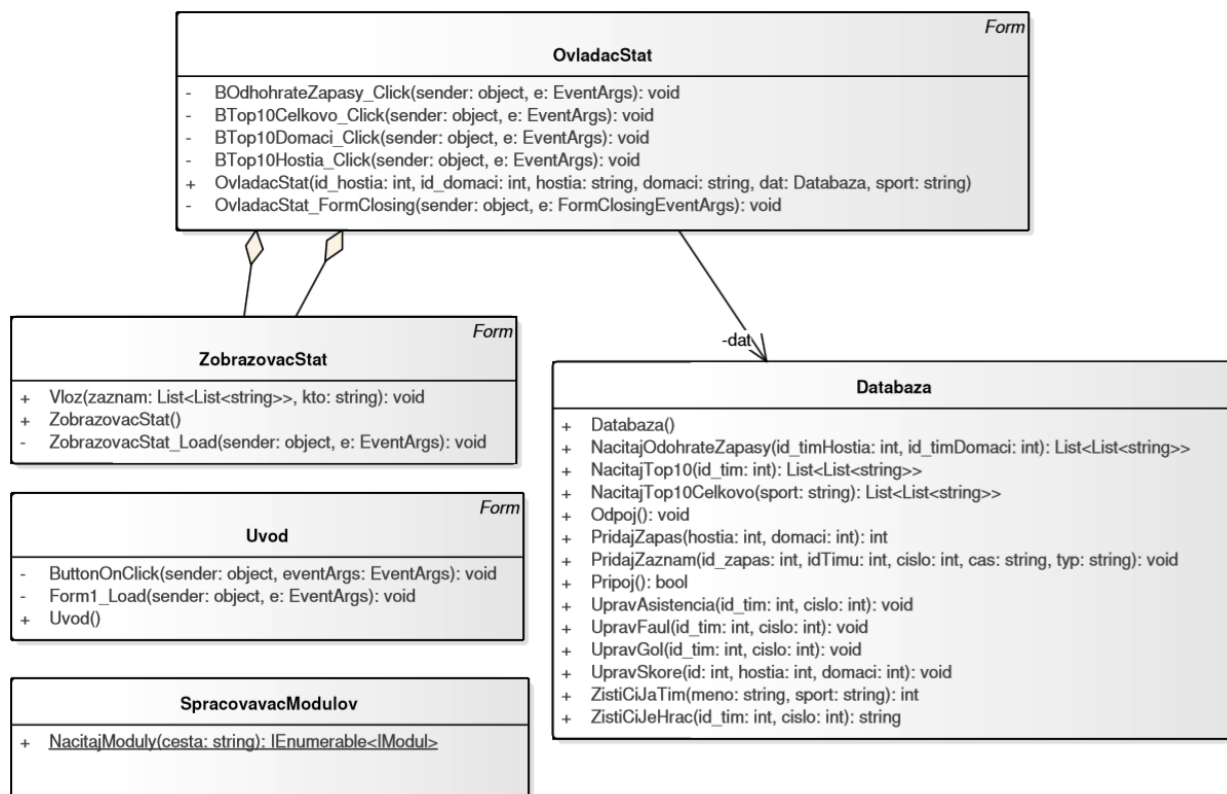 Form
OvladacStat
- BOdhohrateZapasy_Click(sender: object, e: EventArgs): void
- BTop10Celkovo_Click(sender: object, e: EventArgs): void
- BTop10Domaci_Click(sender: object, e: EventArgs): void
- BTop10Hostia_Click(sender: object, e: EventArgs): void
+ OvladacStat(id_hostia: int, id_domaci: int, hostia: string, domaci: string, dat: Databaza, sport: string)
- OvladacStat_FormClosing(sender: object, e: FormClosingEventArgs): void
Form
ZobrazovacStat
+ Vloz(zaznam: List<List<string>>, kto: string): void
+ ZobrazovacStat()
- ZobrazovacStat_Load(sender: object, e: EventArgs): void
Form
Uvod
- ButtonOnClick(sender: object, eventArgs: EventArgs): void
- Form1_Load(sender: object, e: EventArgs): void
+ Uvod()
SpracovavacModulov
+ NacitajModuly(cesta: string): IEnumerable<IModul>
-dat
Databaza
+ Databaza()
+ NacitajOdohrateZapasy(id_timHostia: int, id_timDomaci: int): List<List<string>>
+ NacitajTop10(id_tim: int): List<List<string>>
+ NacitajTop10Celkovo(sport: string): List<List<string>>
+ Odpoj(): void
+ PridajZapas(hostia: int, domaci: int): int
+ PridajZaznam(id_zapas: int, idTimu: int, cislo: int, cas: string, typ: string): void
+ Pripoj(): bool
+ UpravAsistencia(id_tim: int, cislo: int): void
+ UpravFaul(id_tim: int, cislo: int): void
+ UpravGol(id_tim: int, cislo: int): void
+ UpravSkore(id: int, hostia: int, domaci: int): void
+ ZistiCiJaTim(meno: string, sport: string): int
+ ZistiCiJeHrac(id_tim: int, cislo: int): string